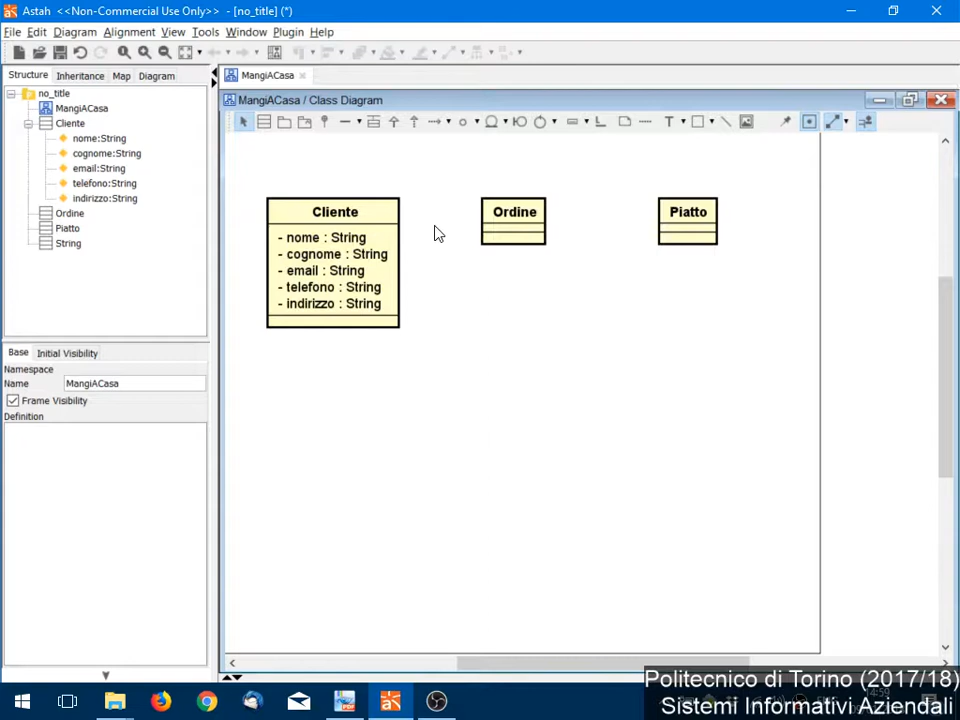 Astah <<Non-Commercial Use Only>> - [no_title] (*)
File Edit Diagram Alignment View Tools Window Plugin Help
Structure Inheritance Map Diagram
MangiACasa
no_title
MangiACasa
Cliente
nome:String
cognome:String
email:String
telefono:String
indirizzo:String
Ordine
Piatto
String
Base Initial Visibility
Namespace
Name MangiACasa
Frame Visibility
Definition
MangiACasa / Class Diagram
Cliente
- nome : String
- cognome : String
- email : String
- telefono : String
- indirizzo : String
Ordine
Piatto
Politecnico di Torino (2017/18)
14:59
Sistemi Informativi Aziendali